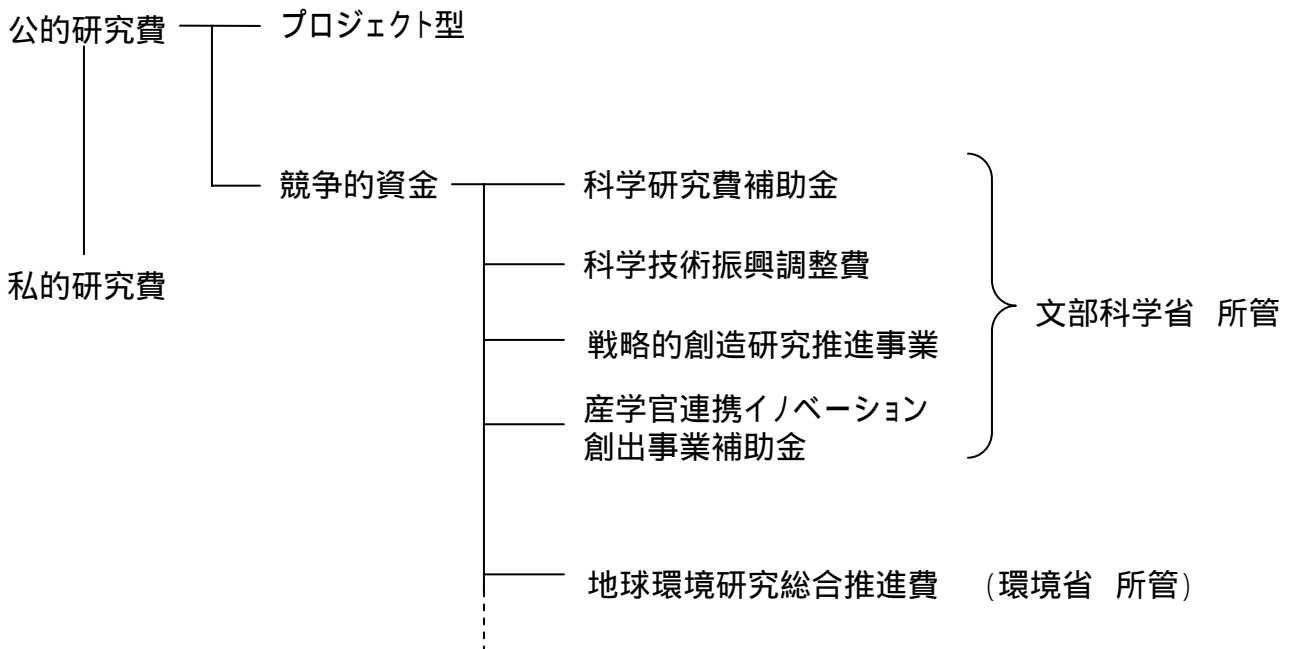 公的研究費
プロジェクト型
競争的資金
科学研究費補助金
科学技術振興調整費
私的研究費
戦略的創造研究推進事業
文部科学省 所管
産学官連携イノベーション
創出事業補助金
地球環境研究総合推進費 (環境省 所管)